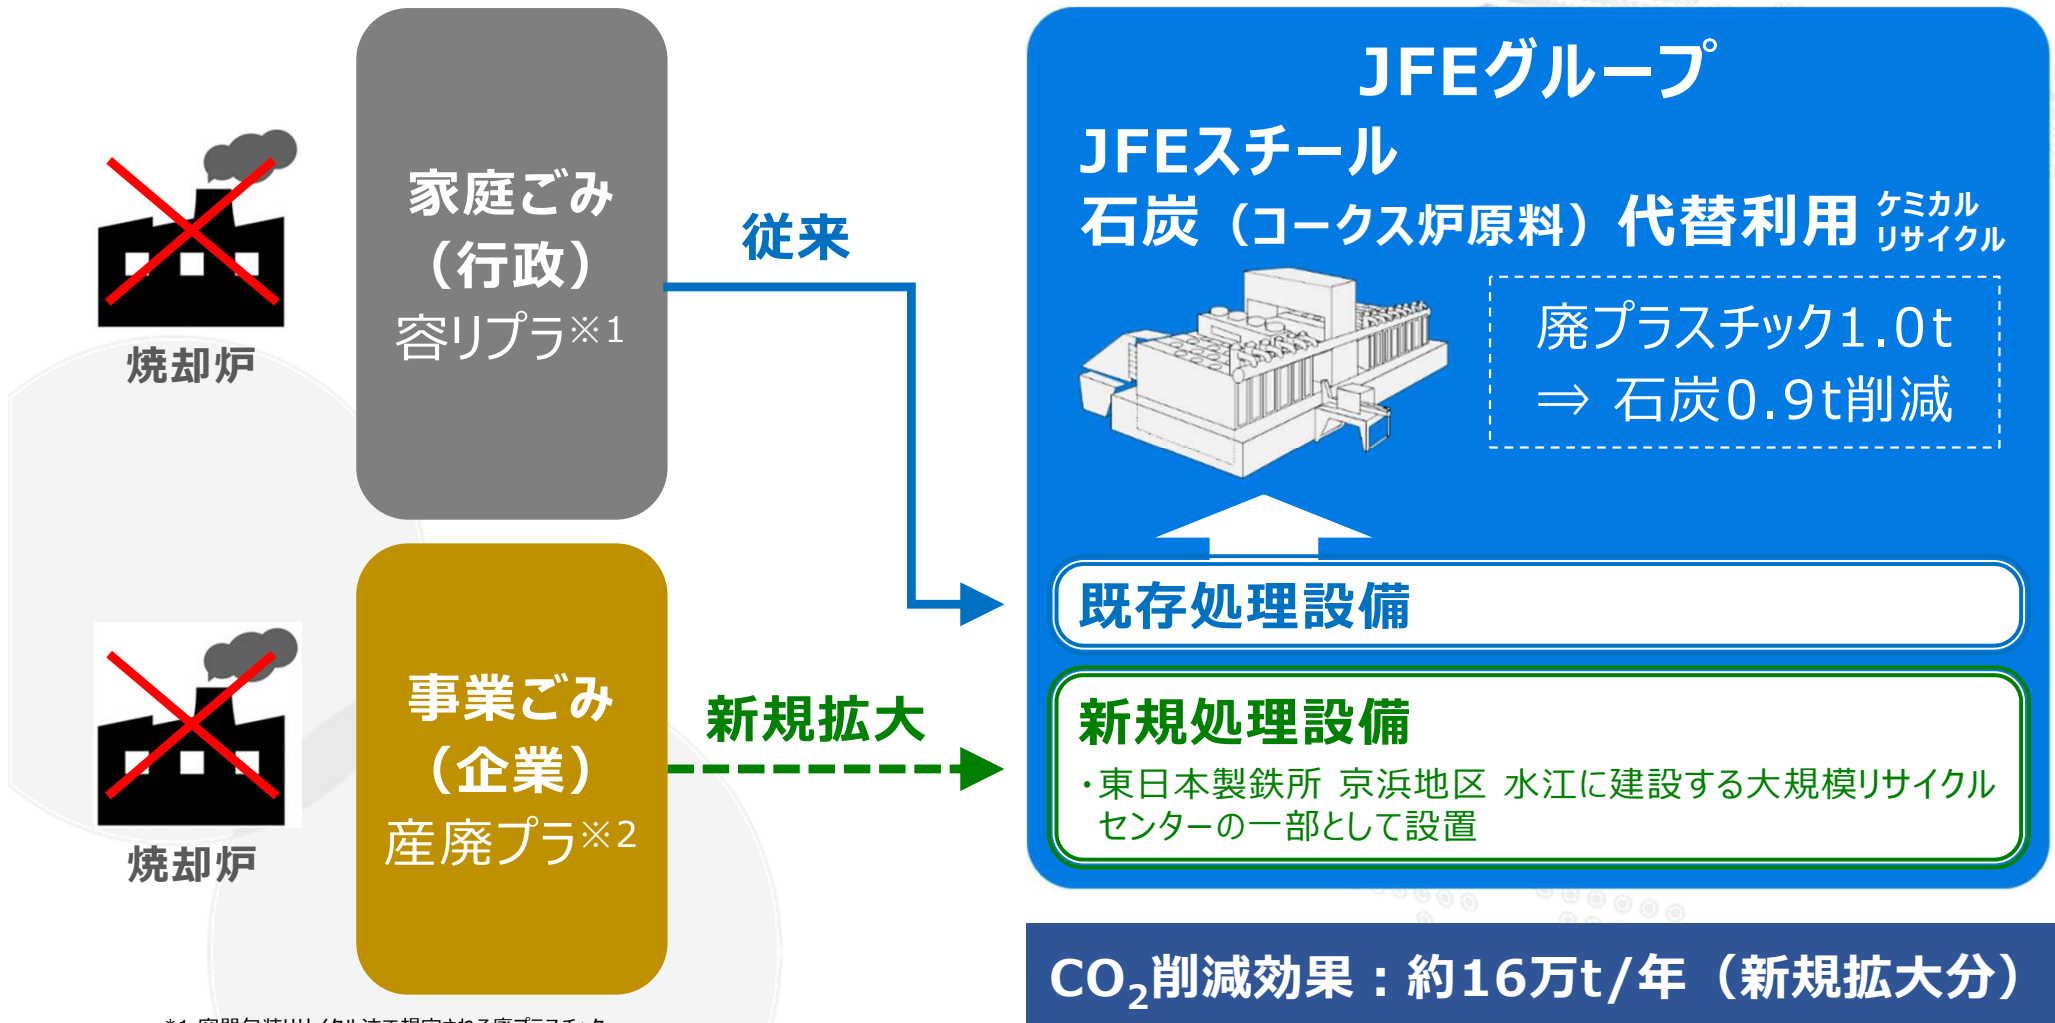 焼却炉
家庭ごみ
（行政）
容リプラ※1
従来
焼却炉
事業ごみ
（企業）
産廃プラ※2
新規拡大
JFEグループ
JFEスチール
石炭（コークス炉原料）代替利用 ケミカル
リサイクル
廃プラスチック1.0t
⇒ 石炭0.9t削減
既存処理設備
新規処理設備
・東日本製鉄所 京浜地区 水江に建設する大規模リサイクル
センターの一部として設置
CO₂削減効果：約16万t/年（新規拡大分）